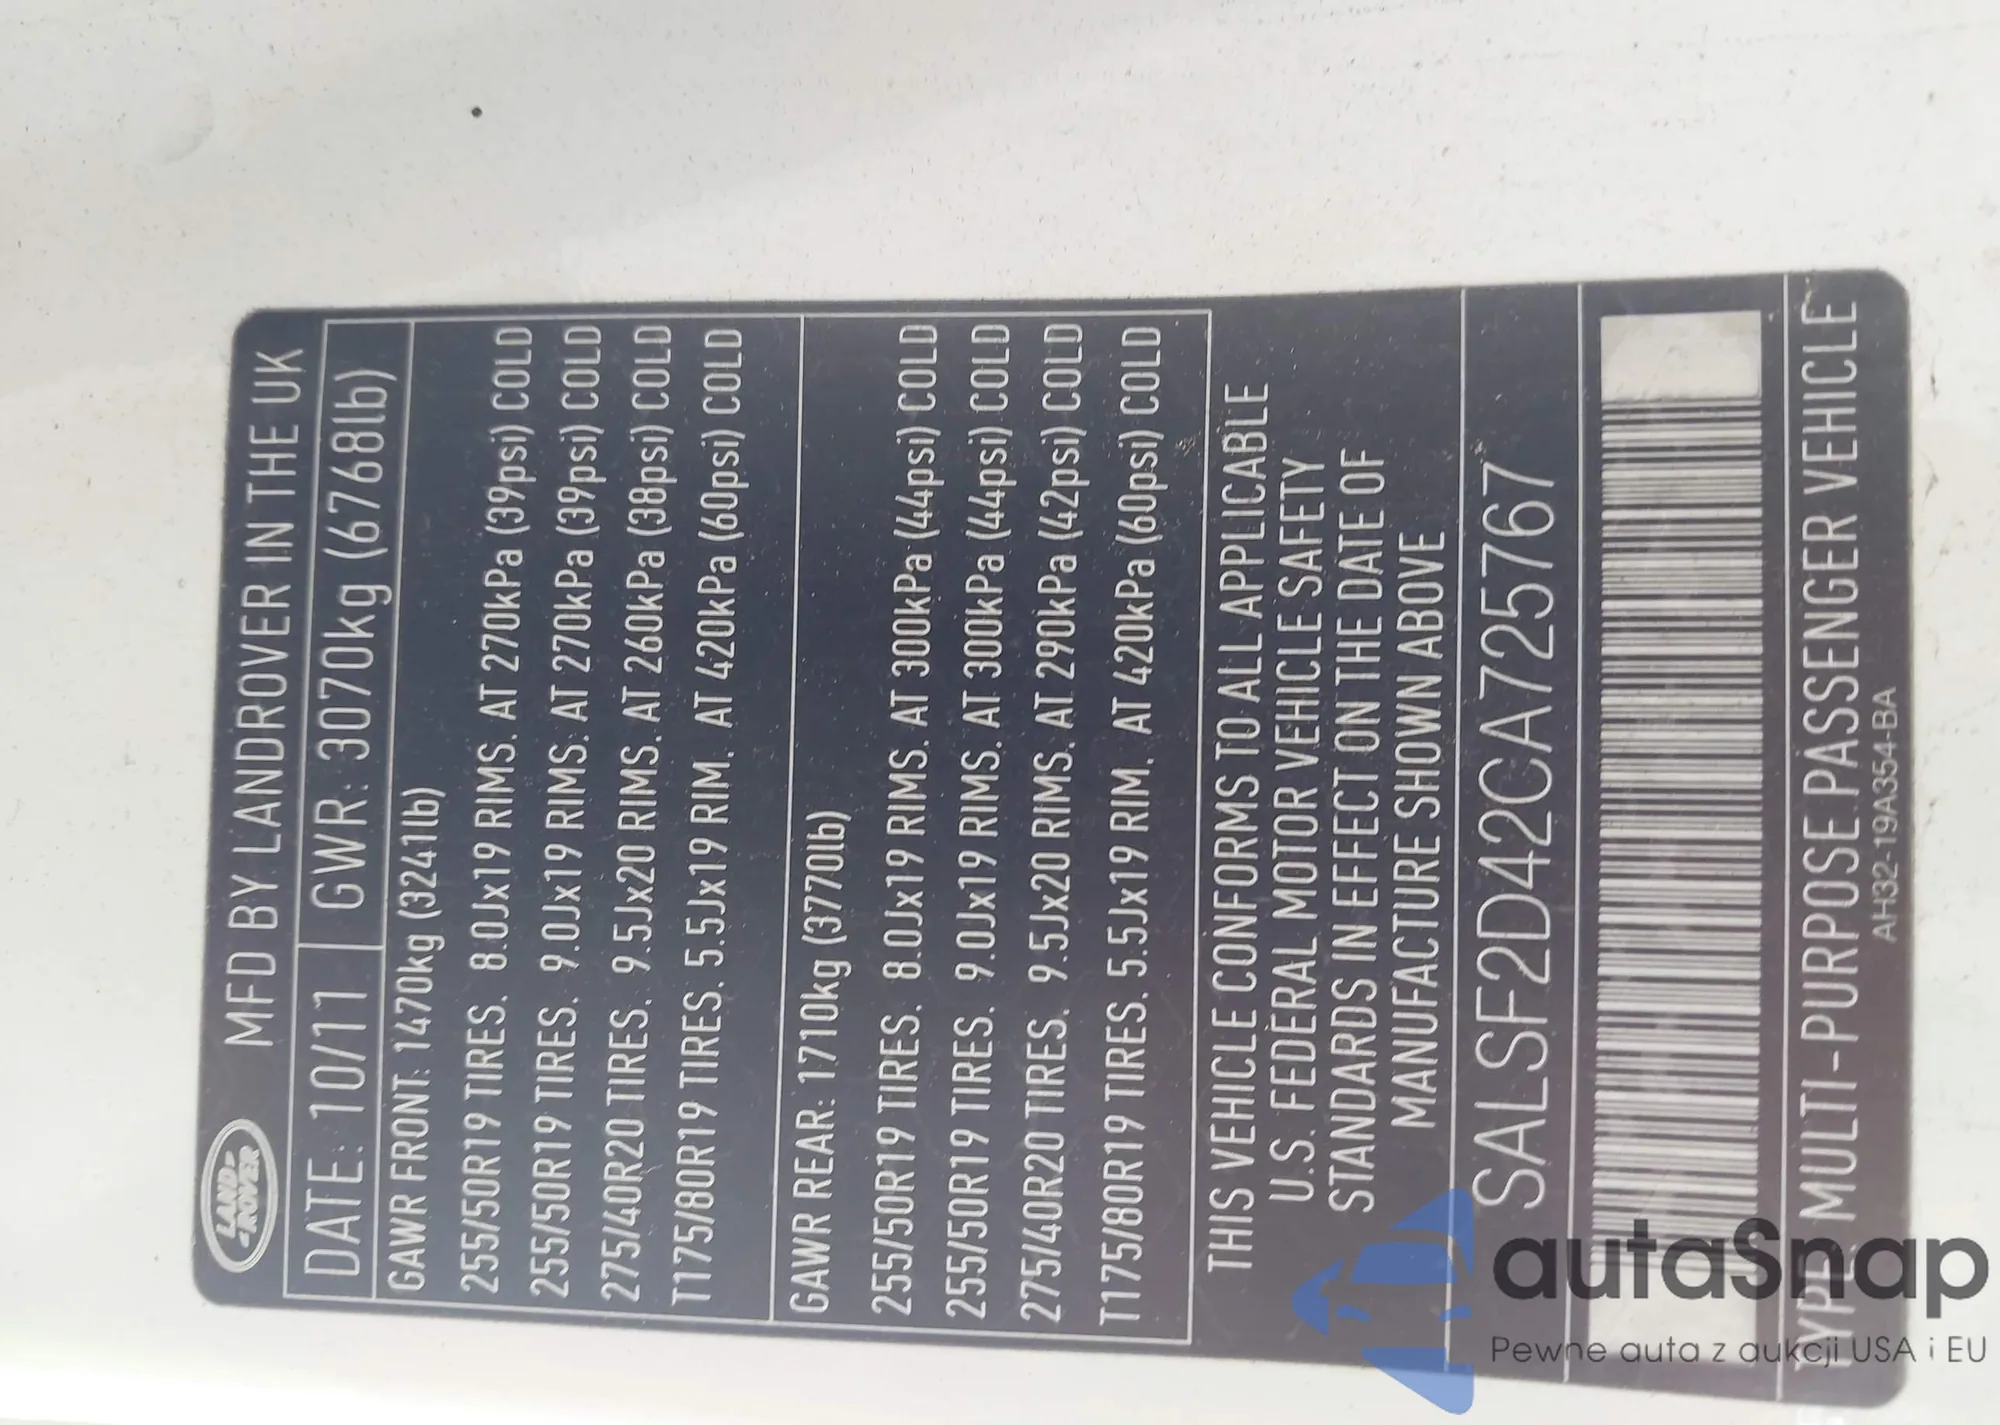 LAND-
-ROVER
MFD BY LANDROVER IN THE UK
DATE: 10/11 GWR: 3070kg (6768lb)
GAWR FRONT: 1470kg (3241lb)
255/50R19 TIRES. 8.0Jx19 RIMS. AT 270kPa (39psi) COLD
255/50R19 TIRES. 9.0Jx19 RIMS. AT 270kPa (39psi) COLD
275/40R20 TIRES. 9.5Jx20 RIMS. AT 260kPa (38psi) COLD
T175/80R19 TIRES. 5.5Jx19 RIM. AT 420kPa (60psi) COLD
GAWR REAR: 1710kg (3770lb)
255/50R19 TIRES. 8.0Jx19 RIMS. AT 300kPa (44psi) COLD
255/50R19 TIRES. 9.0Jx19 RIMS. AT 300kPa (44psi) COLD
275/40R20 TIRES. 9.5Jx20 RIMS. AT 290kPa (42psi) COLD
T175/80R19 TIRES. 5.5Jx19 RIM. AT 420kPa (60psi) COLD
THIS VEHICLE CONFORMS TO ALL APPLICABLE
U.S. FEDERAL MOTOR VEHICLE SAFETY
STANDARDS IN EFFECT ON THE DATE OF
MANUFACTURE SHOWN ABOVE
SALSF2D42CA725767
TYPE: MULTI-PURPOSE PASSENGER VEHICLE
AH32-19A354-BA
autaSnap
Pewne auta z aukcji USA i EU